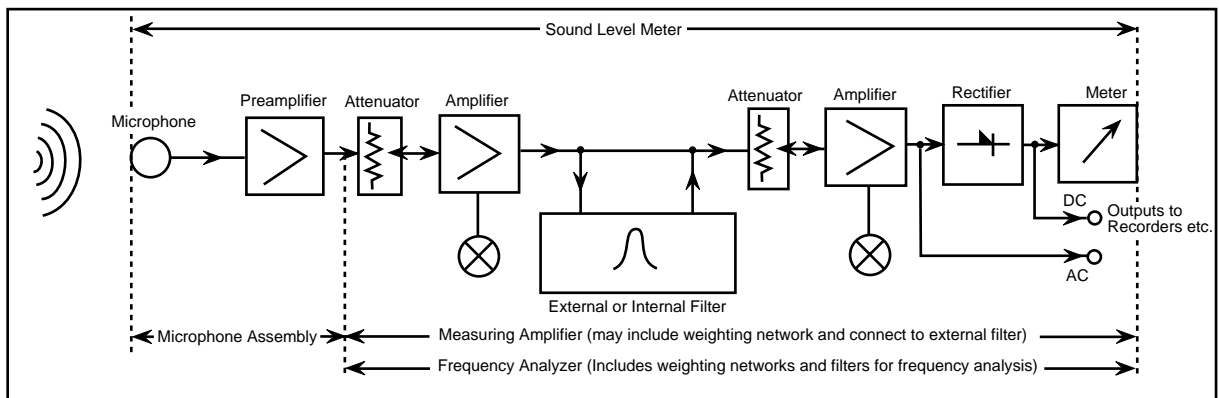 Sound Level Meter
Microphone
Preamplifier
Attenuator
Amplifier
Attenuator
Amplifier
Rectifier
Meter
DC
Outputs to
Recorders etc.
AC
External or Internal Filter
Microphone Assembly
Measuring Amplifier (may include weighting network and connect to external filter)
Frequency Analyzer (Includes weighting networks and filters for frequency analysis)